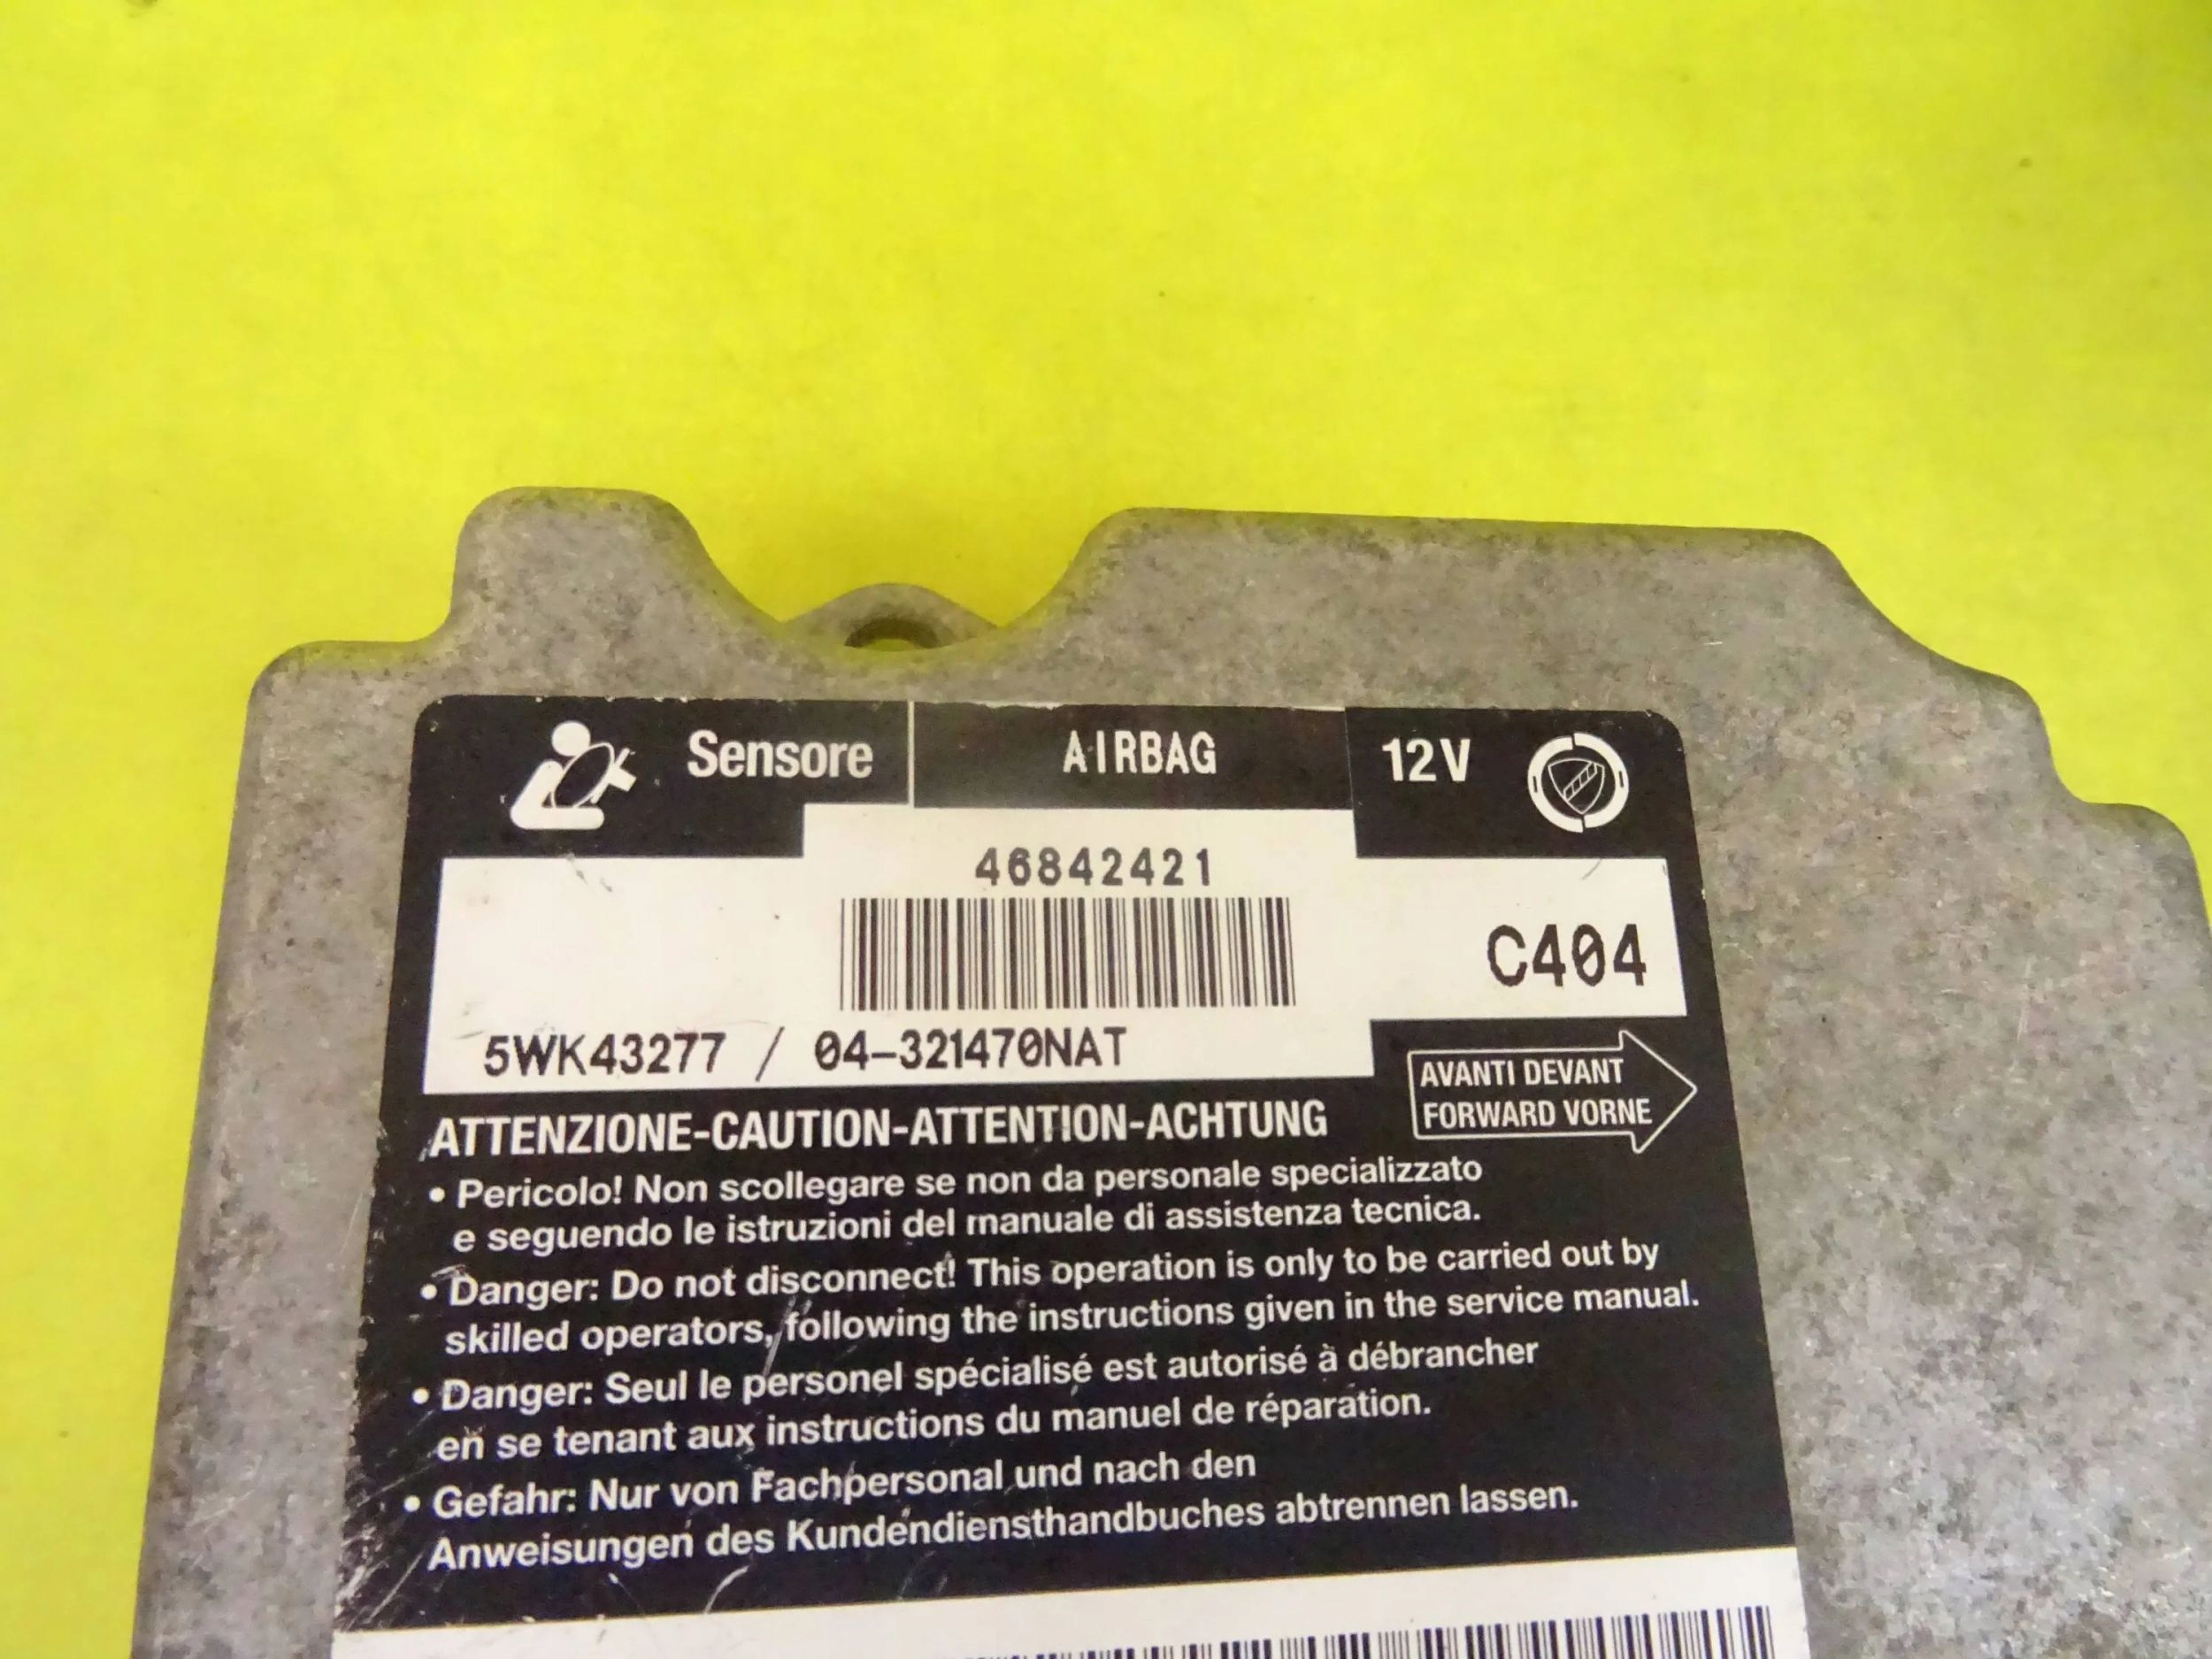 Sensore AIRBAG 12V
46842421
C404
5WK43277 / 04-321470NAT
AVANTI DEVANT
FORWARD VORNE
ATTENZIONE-CAUTION-ATTENTION-ACHTUNG
• Pericolo! Non scollegare se non da personale specializzato
e seguendo le istruzioni del manuale di assistenza tecnica.
• Danger: Do not disconnect! This operation is only to be carried out by
skilled operators, following the instructions given in the service manual.
• Danger: Seul le personel spécialisé est autorisé à débrancher
en se tenant aux instructions du manuel de réparation.
• Gefahr: Nur von Fachpersonal und nach den
Anweisungen des Kundendiensthandbuches abtrennen lassen.